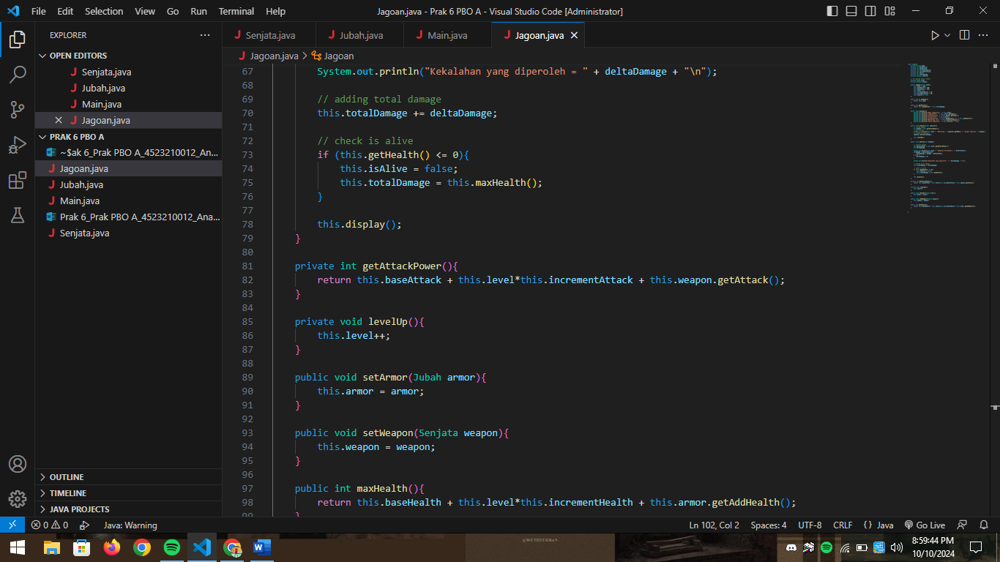 File Edit Selection View Go Run Terminal Help
Jagoan.java - Prak 6 PBO A - Visual Studio Code [Administrator]
EXPLORER
Senjata.java
Jubah.java
Main.java
Jagoan.java
OPEN EDITORS
Senjata.java
Jubah.java
Main.java
Jagoan.java
PRAK 6 PBO A
~$ak 6_Prak PBO A_4523210012_An...
Jagoan.java
Jubah.java
Main.java
Prak 6_Prak PBO A_4523210012_Ana...
Senjata.java
OUTLINE
TIMELINE
JAVA PROJECTS
Jagoan.java > Jagoan
67 System.out.println("Kekalahan yang diperoleh = " + deltaDamage + "\n");
68
69 // adding total damage
70 this.totalDamage += deltaDamage;
71
72 // check is alive
73 if (this.getHealth() <= 0){
74 this.isAlive = false;
75 this.totalDamage = this.maxHealth();
76 }
77
78 this.display();
79 }
80
81 private int getAttackPower(){
82 return this.baseAttack + this.level*this.incrementAttack + this.weapon.getAttack();
83 }
84
85 private void levelUp(){
86 this.level++;
87 }
88
89 public void setArmor(Jubah armor){
90 this.armor = armor;
91 }
92
93 public void setWeapon(Senjata weapon){
94 this.weapon = weapon;
95 }
96
97 public int maxHealth(){
98 return this.baseHealth + this.level*this.incrementHealth + this.armor.getAddHealth();
99 }
0 0 Java: Warning
Ln 102, Col 2 Spaces: 4 UTF-8 CRLF {} Java Go Live
@WETHEURBAN
8:59:44 PM
10/10/2024